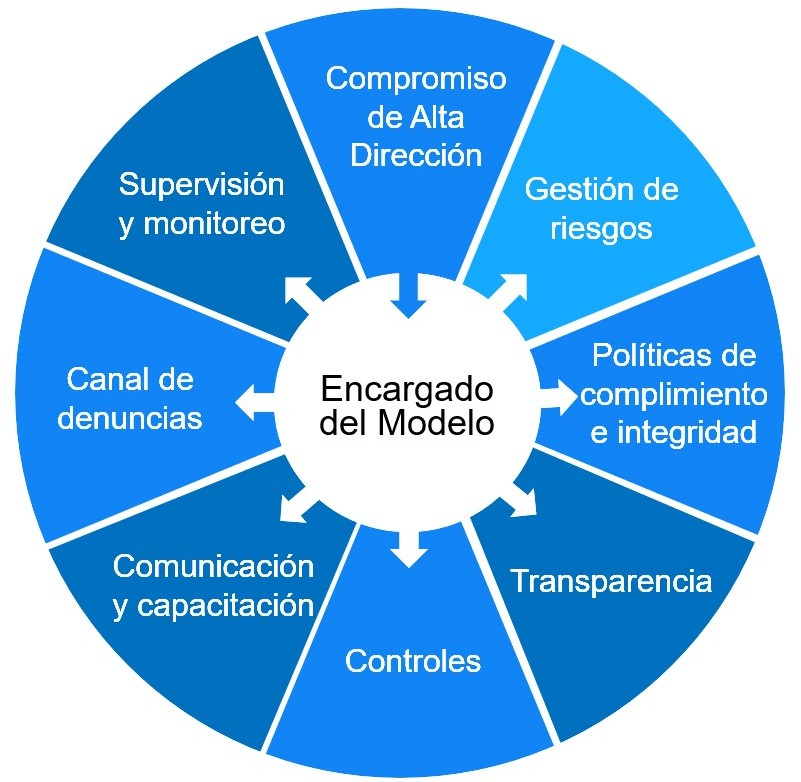 Compromiso
de Alta
Dirección
Gestión de
riesgos
Políticas de
complimiento
e integridad
Transparencia
Controles
Comunicación
y capacitación
Canal de
denuncias
Supervisión
y monitoreo
Encargado
del Modelo